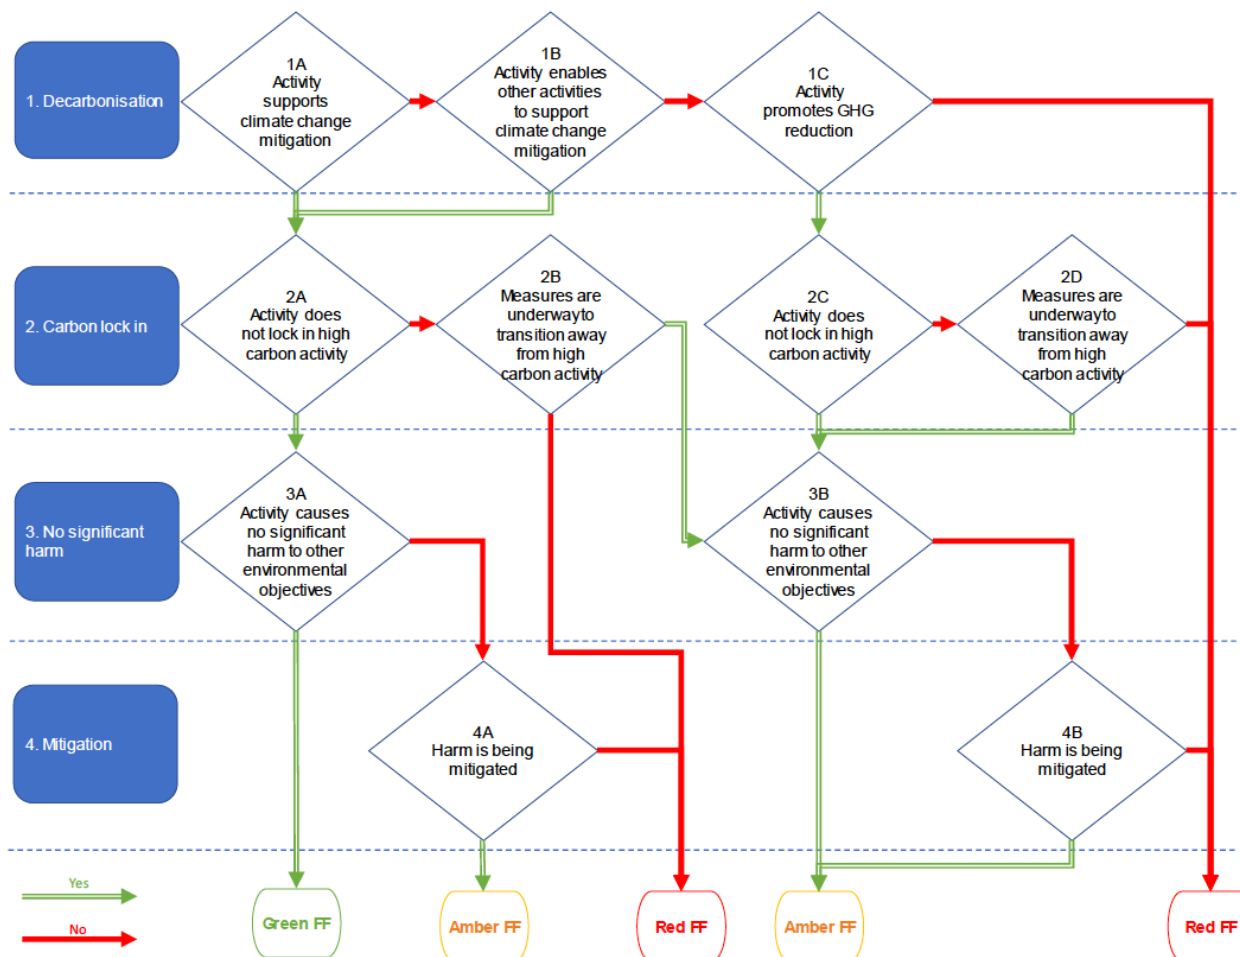 1. Decarbonisation
1A
Activity
supports
climate change
mitigation
1B
Activity enables
other activities
to support
climate change
mitigation
1C
Activity
promotes GHG
reduction
2. Carbon lock in
2A
Activity does
not lock in high
carbon activity
2B
Measures are
underwayto
transition away
from high
carbon activity
2C
Activity does
not lock in high
carbon activity
2D
Measures are
underwayto
transition away
from high
carbon activity
3. No significant
harm
3A
Activity causes
no significant
harm to other
environmental
objectives
3B
Activity causes
no significant
harm to other
environmental
objectives
4. Mitigation
4A
Harm is being
mitigated
4B
Harm is being
mitigated
Yes
No
Green FF
Amber FF
Red FF
Amber FF
Red FF